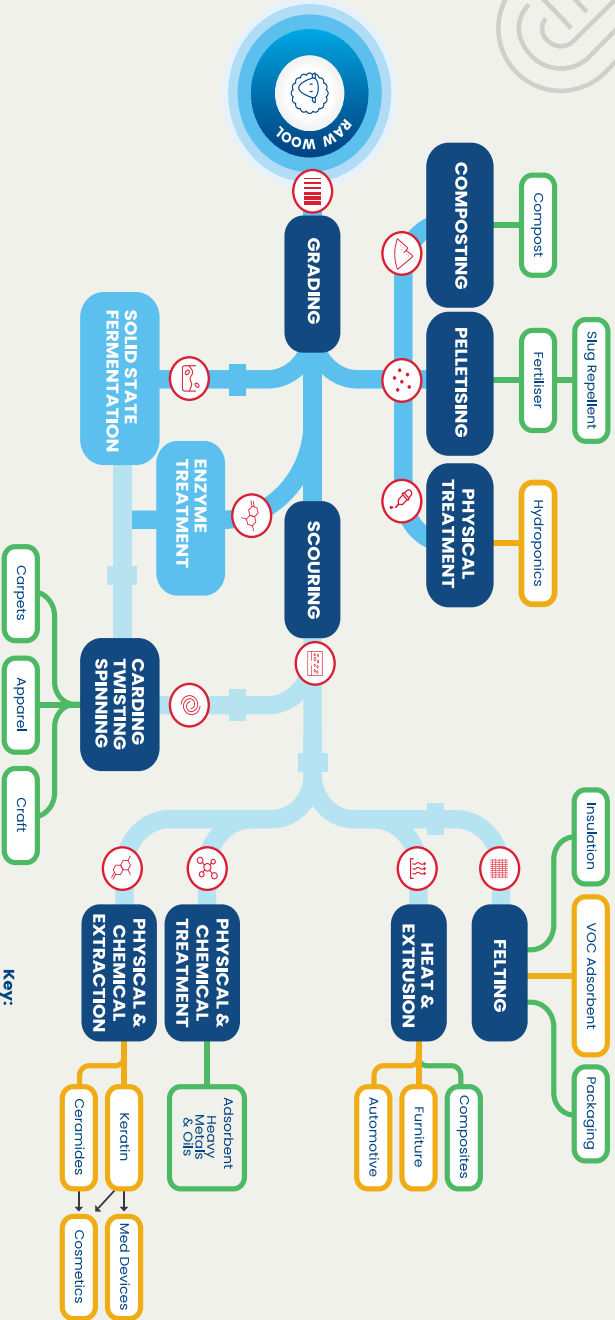 Insulation
VOC Adsorbent
Packaging
Slug Repellent
Compost
Fertiliser
Hydroponics
COMPOSTING
PELLETISING
PHYSICAL
TREATMENT
FELTING
HEAT &
EXTRUSION
Composites
Furniture
Automotive
RAW WOOL
GRADING
SCOURING
ENZYME
TREATMENT
SOLID STATE
FERMENTATION
CARDING
TWISTING
SPINNING
PHYSICAL &
CHEMICAL
TREATMENT
Adsorbent
Heavy
Metals
& Oils
PHYSICAL &
CHEMICAL
EXTRACTION
Keratin
Med Devices
Ceramides
Cosmetics
Carpets
Apparel
Craft
Key: